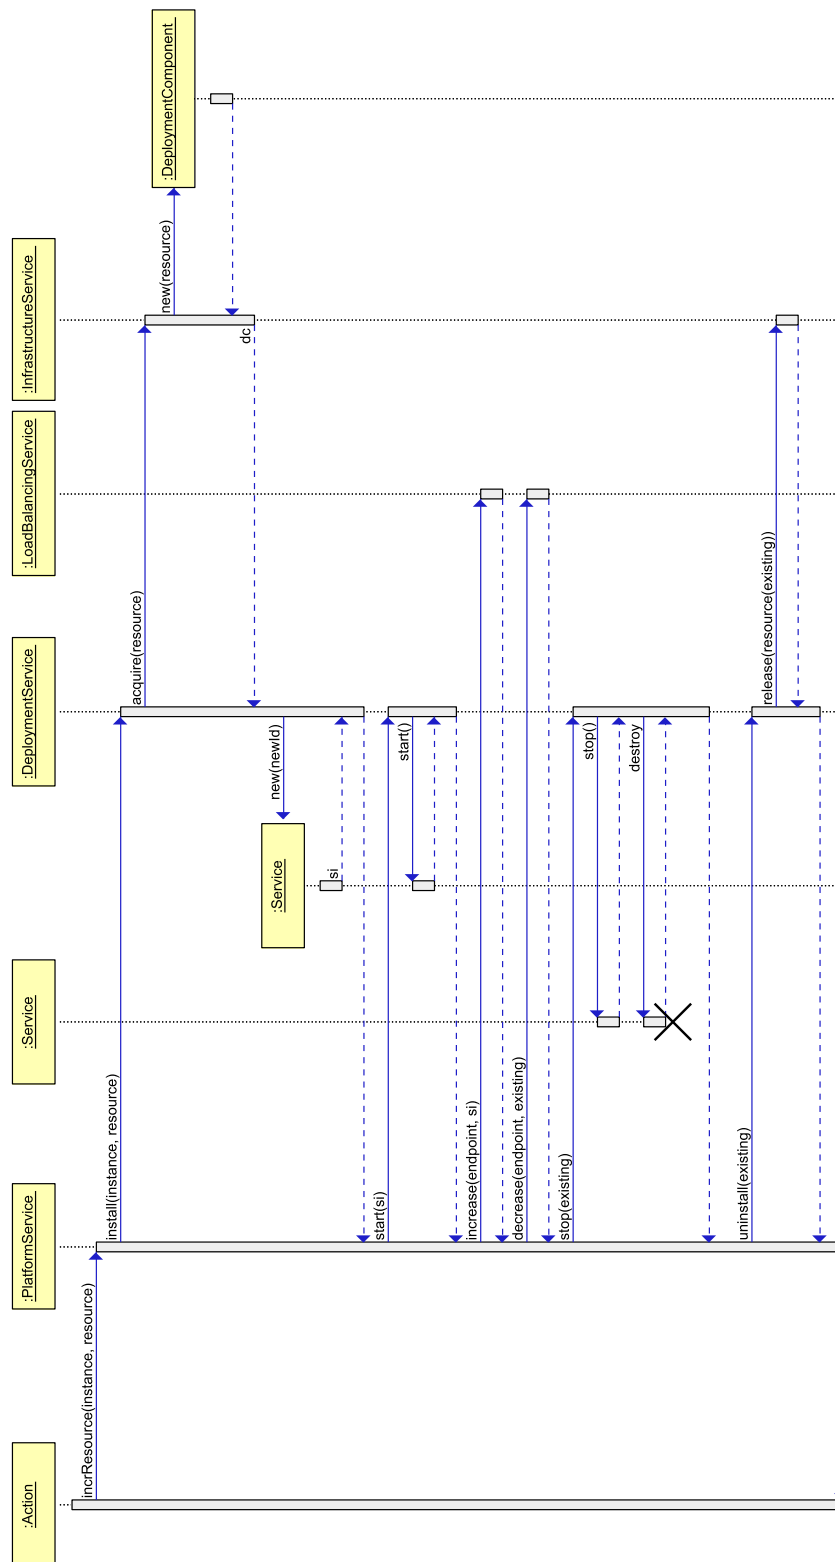 :Action
:PlatformService
:Service
:DeploymentService
:LoadBalancingService
:InfrastructureService
incrResource(instance, resource)
install(instance, resource)
acquire(resource)
new(resource)
:DeploymentComponent
dc
new(newId)
:Service
si
start(si)
start()
increase(endpoint, si)
decrease(endpoint, existing)
stop(existing)
stop()
destroy
uninstall(existing)
release(resource(existing))